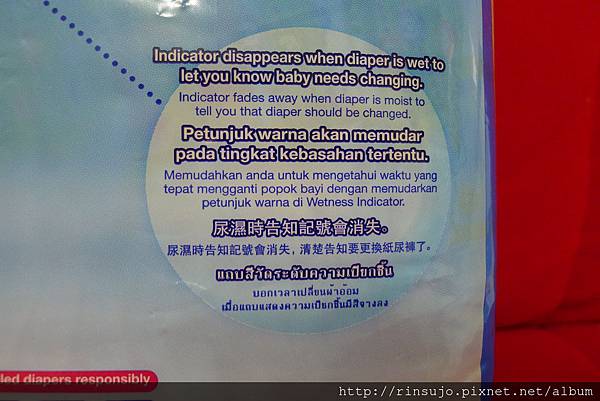 Indicator disappears when diaper is wet to
let you know baby needs changing.
Indicator fades away when diaper is moist to
tell you that diaper should be changed.
Petunjuk warna akan memudar
pada tingkat kebasahan tertentu.
Memudahkan anda untuk mengetahui waktu yang
tepat mengganti popok bayi dengan memudarkan
petunjuk warna di Wetness Indicator.
尿濕時告知記號會消失。
尿濕時告知記號會消失，清楚告知要更換紙尿褲了。
แถบสีวัดระดับความเปียกชื้น
บอกเวลาเปลี่ยนผ้าอ้อม
เมื่อแถบแสดงความเปียกชื้นมีสีจางลง
led diapers responsibly
http://rinsujo.pixnet.net/album